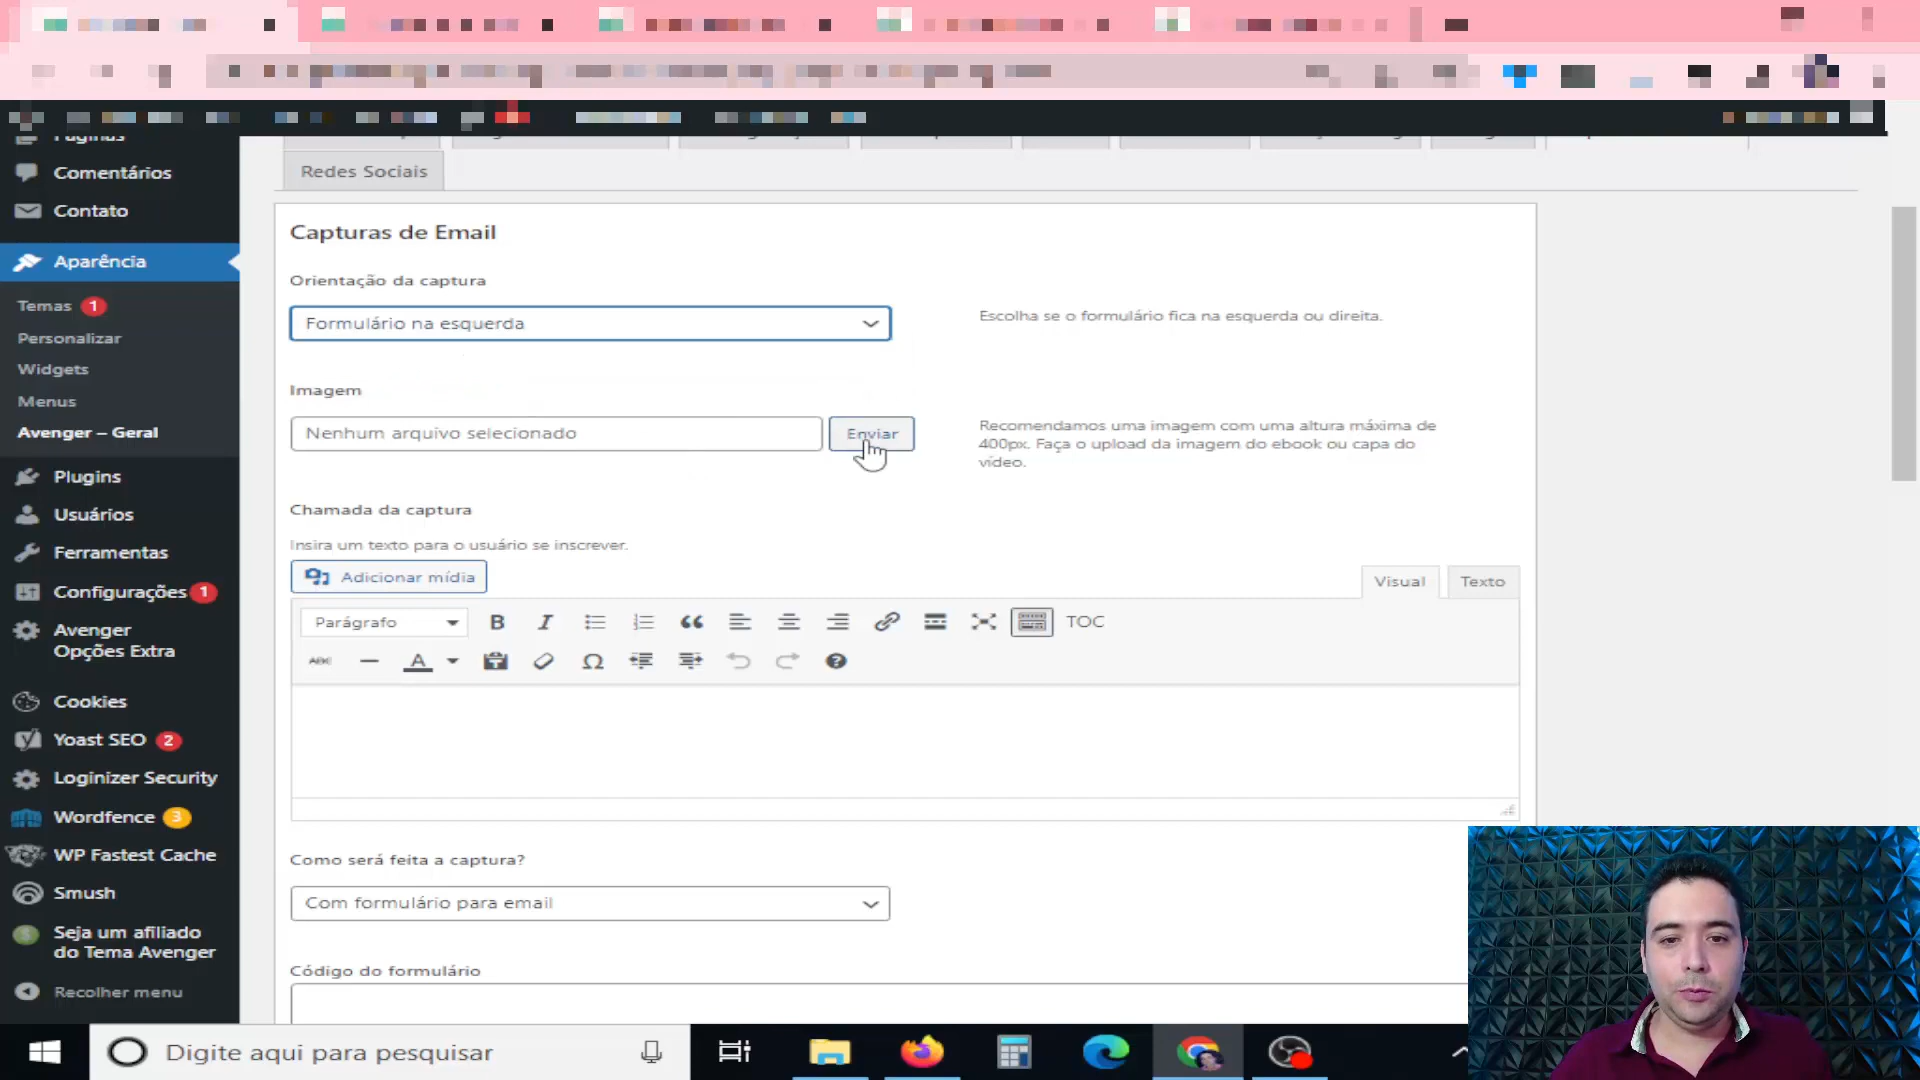 Páginas
Comentários
Contato
Aparência
Temas 1
Personalizar
Widgets
Menus
Avenger – Geral
Plugins
Usuários
Ferramentas
Configurações 1
Avenger
Opções Extra
Cookies
Yoast SEO 2
Loginizer Security
Wordfence 3
WP Fastest Cache
Smush
Seja um afiliado
do Tema Avenger
Recolher menu
Redes Sociais
Capturas de Email
Orientação da captura
Formulário na esquerda
Escolha se o formulário fica na esquerda ou direita.
Imagem
Nenhum arquivo selecionado
Enviar
Recomendamos uma imagem com uma altura máxima de
400px. Faça o upload da imagem do ebook ou capa do
vídeo.
Chamada da captura
Insira um texto para o usuário se inscrever.
Adicionar mídia
Visual
Texto
Parágrafo
B
I
TOC
ABC
A
Ω
Como será feita a captura?
Com formulário para email
Código do formulário
Digite aqui para pesquisar